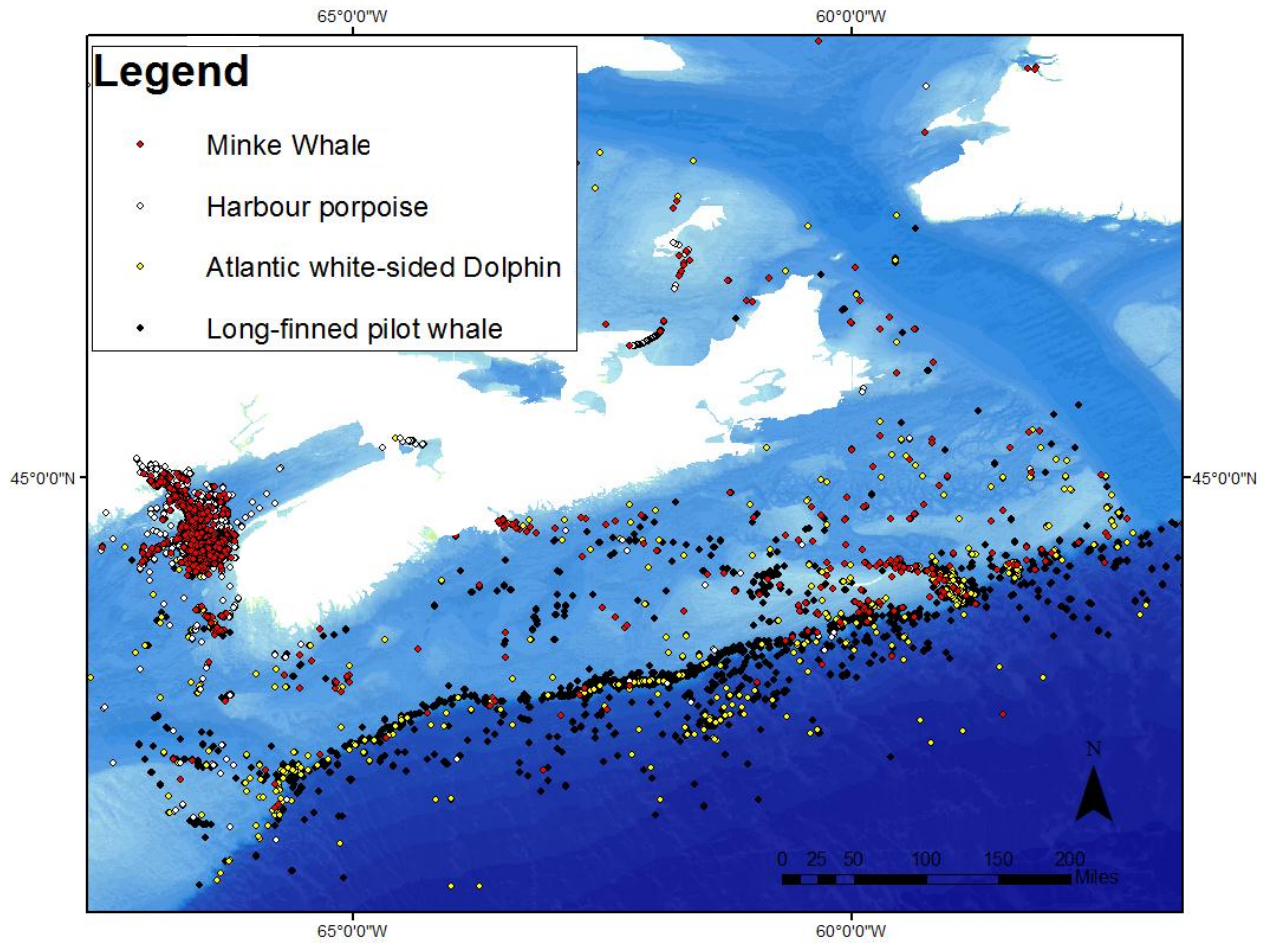 65°0'0"W 60°0'0"W
Legend
Minke Whale
Harbour porpoise
Atlantic white-sided Dolphin
Long-finned pilot whale
45°0'0"N 45°0'0"N
N
0 25 50 100 150 200
Miles
65°0'0"W 60°0'0"W